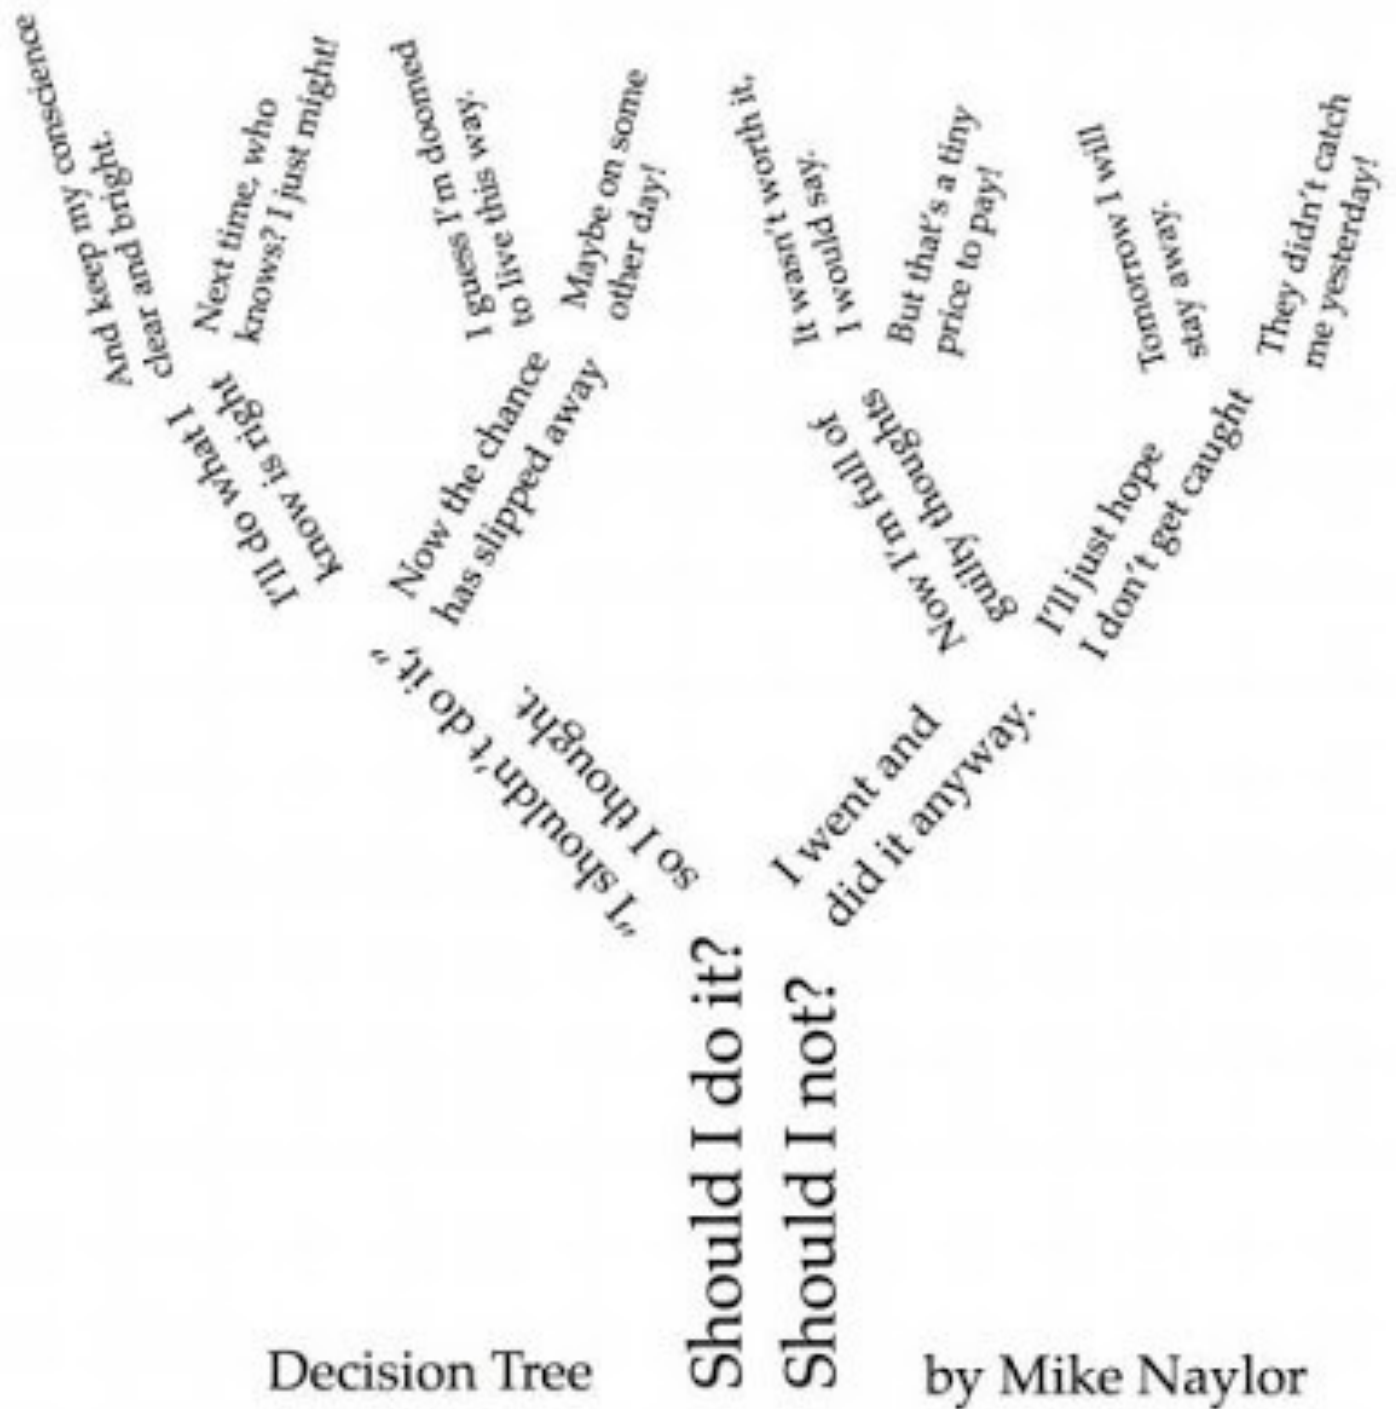 Should I do it?
Should I not?
"I shouldn't do it,"
so I thought.
I'll do what I
know is right
And keep my conscience
clear and bright.
Next time, who
knows? I just might!
Now the chance
has slipped away
I guess I'm doomed
to live this way.
Maybe on some
other day!
I went and
did it anyway.
Now I'm full of
guilty thoughts
It wasn't worth it,
I would say.
But that's a tiny
price to pay!
I'll just hope
I don't get caught
Tomorrow I will
stay away.
They didn't catch
me yesterday!
Decision Tree
by Mike Naylor